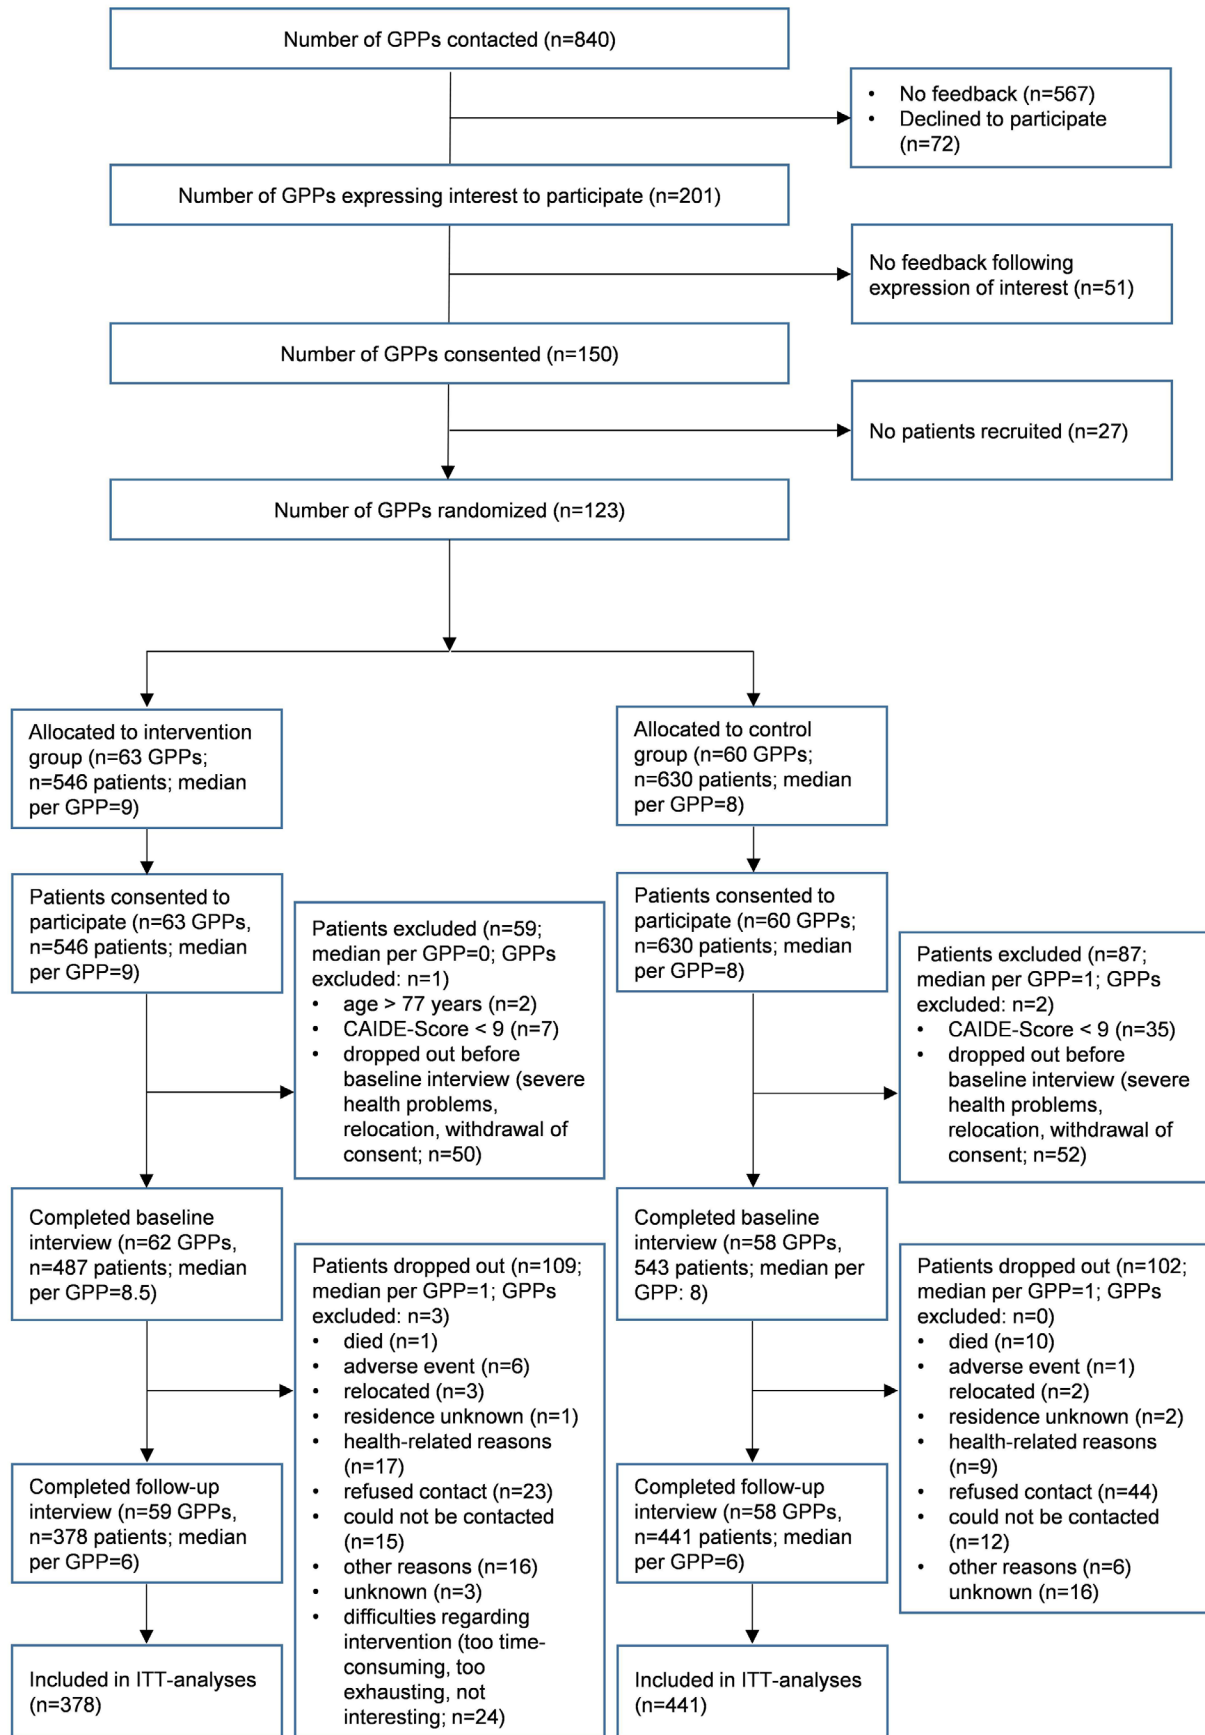 Number of GPPs contacted (n=840)
• No feedback (n=567)
• Declined to participate
(n=72)
Number of GPPs expressing interest to participate (n=201)
No feedback following
expression of interest (n=51)
Number of GPPs consented (n=150)
No patients recruited (n=27)
Number of GPPs randomized (n=123)
Allocated to intervention
group (n=63 GPPs;
n=546 patients; median
per GPP=9)
Allocated to control
group (n=60 GPPs;
n=630 patients; median
per GPP=8)
Patients consented to
participate (n=63 GPPs,
n=546 patients; median
per GPP=9)
Patients consented to
participate (n=60 GPPs;
n=630 patients; median
per GPP=8)
Patients excluded (n=59;
median per GPP=0; GPPs
excluded: n=1)
• age > 77 years (n=2)
• CAIDE-Score < 9 (n=7)
• dropped out before
baseline interview (severe
health problems,
relocation, withdrawal of
consent; n=50)
Patients excluded (n=87;
median per GPP=1; GPPs
excluded: n=2)
• CAIDE-Score < 9 (n=35)
• dropped out before
baseline interview (severe
health problems,
relocation, withdrawal of
consent; n=52)
Completed baseline
interview (n=62 GPPs,
n=487 patients; median
per GPP=8.5)
Completed baseline
interview (n=58 GPPs,
543 patients; median per
GPP: 8)
Patients dropped out (n=109;
median per GPP=1; GPPs
excluded: n=3)
• died (n=1)
• adverse event (n=6)
• relocated (n=3)
• residence unknown (n=1)
• health-related reasons
(n=17)
• refused contact (n=23)
• could not be contacted
(n=15)
• other reasons (n=16)
• unknown (n=3)
• difficulties regarding
intervention (too time-
consuming, too
exhausting, not
interesting; n=24)
Patients dropped out (n=102;
median per GPP=1; GPPs
excluded: n=0)
• died (n=10)
• adverse event (n=1)
relocated (n=2)
• residence unknown (n=2)
• health-related reasons
(n=9)
• refused contact (n=44)
• could not be contacted
(n=12)
• other reasons (n=6)
unknown (n=16)
Completed follow-up
interview (n=59 GPPs,
n=378 patients; median
per GPP=6)
Completed follow-up
interview (n=58 GPPs,
n=441 patients; median
per GPP=6)
Included in ITT-analyses
(n=378)
Included in ITT-analyses
(n=441)